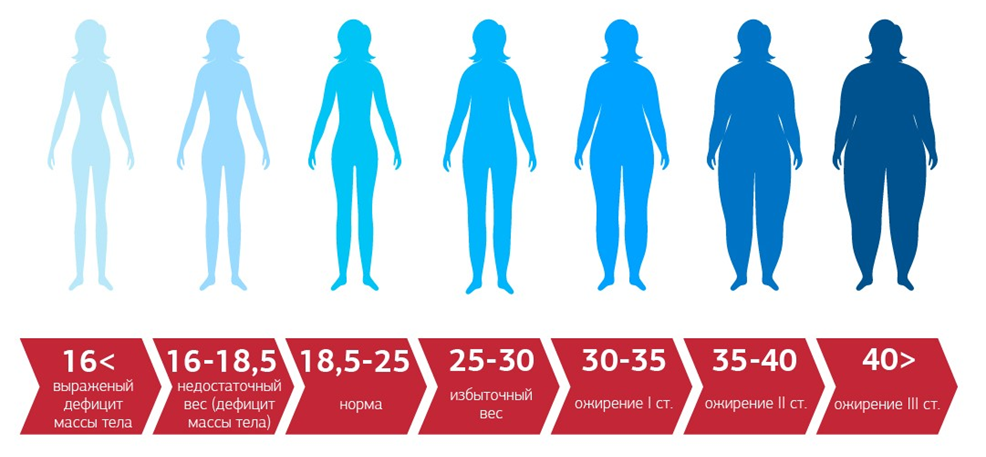 16<
выраженый
дефицит
массы тела
16-18,5
недостаточный
вес (дефицит
массы тела)
18,5-25
норма
25-30
избыточный
вес
30-35
ожирение I ст.
35-40
ожирение II ст.
40>
ожирение III ст.